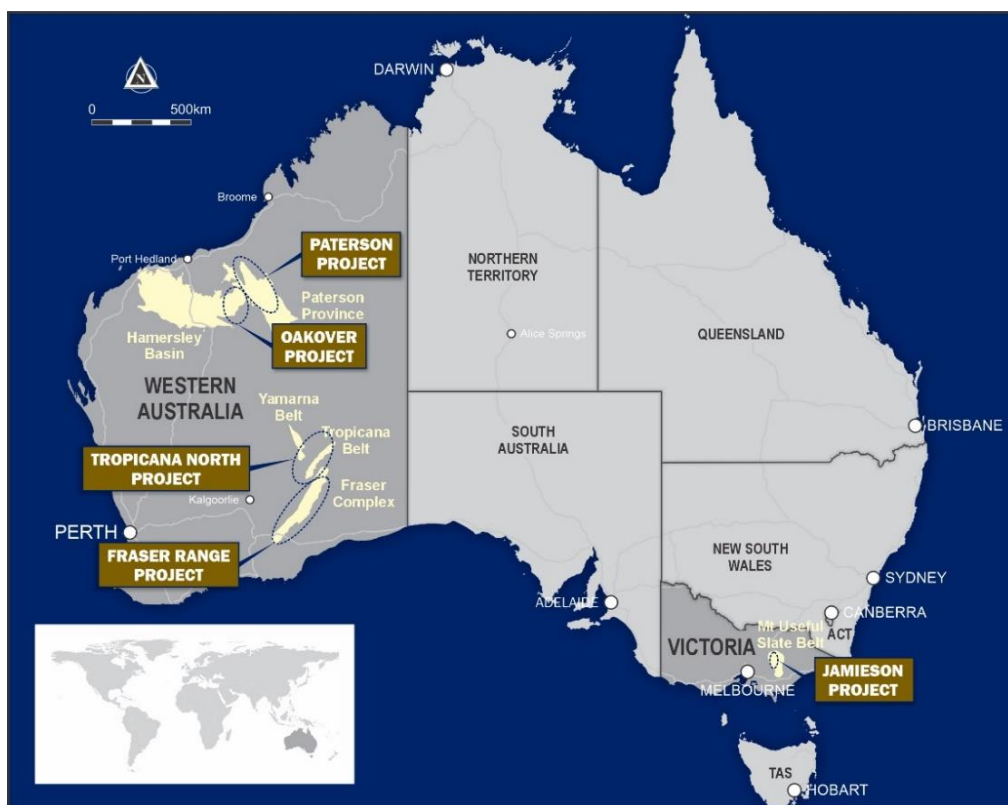 DARWIN
N
0 500km
Broome
PATERSON
PROJECT
Port Hedland
NORTHERN
TERRITORY
Paterson
Province
Hamersley
Basin
OAKOVER
PROJECT
Alice Springs
QUEENSLAND
WESTERN
AUSTRALIA
Yamarna
Belt
Tropicana
Belt
SOUTH
AUSTRALIA
BRISBANE
TROPICANA NORTH
PROJECT
Fraser
Complex
Kalgoorlie
PERTH
FRASER RANGE
PROJECT
NEW SOUTH
WALES
SYDNEY
ADELAIDE
CANBERRA
ACT
Mt Useful
Slate Belt
VICTORIA
JAMIESON
PROJECT
MELBOURNE
TAS
HOBART